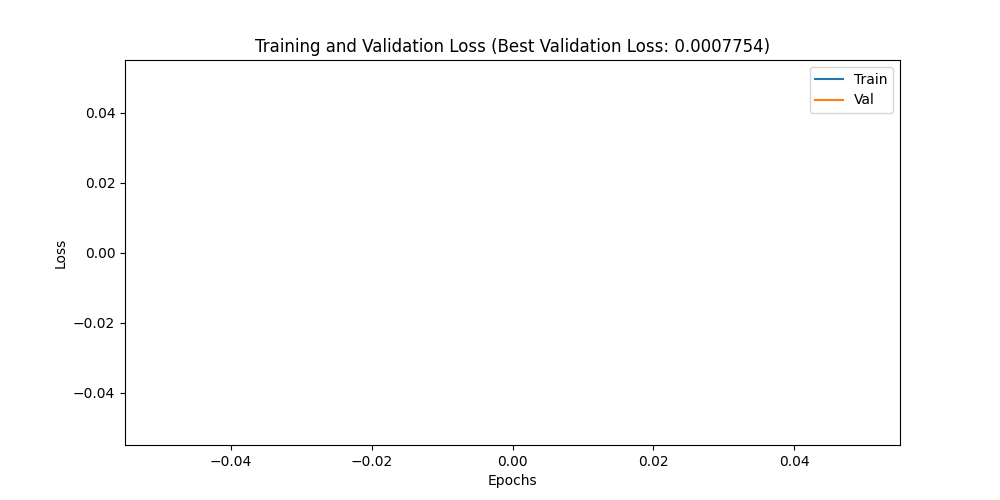 Training and Validation Loss (Best Validation Loss: 0.0007754)
Train
Val
0.04
0.02
0.00
−0.02
−0.04
Loss
−0.04
−0.02
0.00
0.02
0.04
Epochs